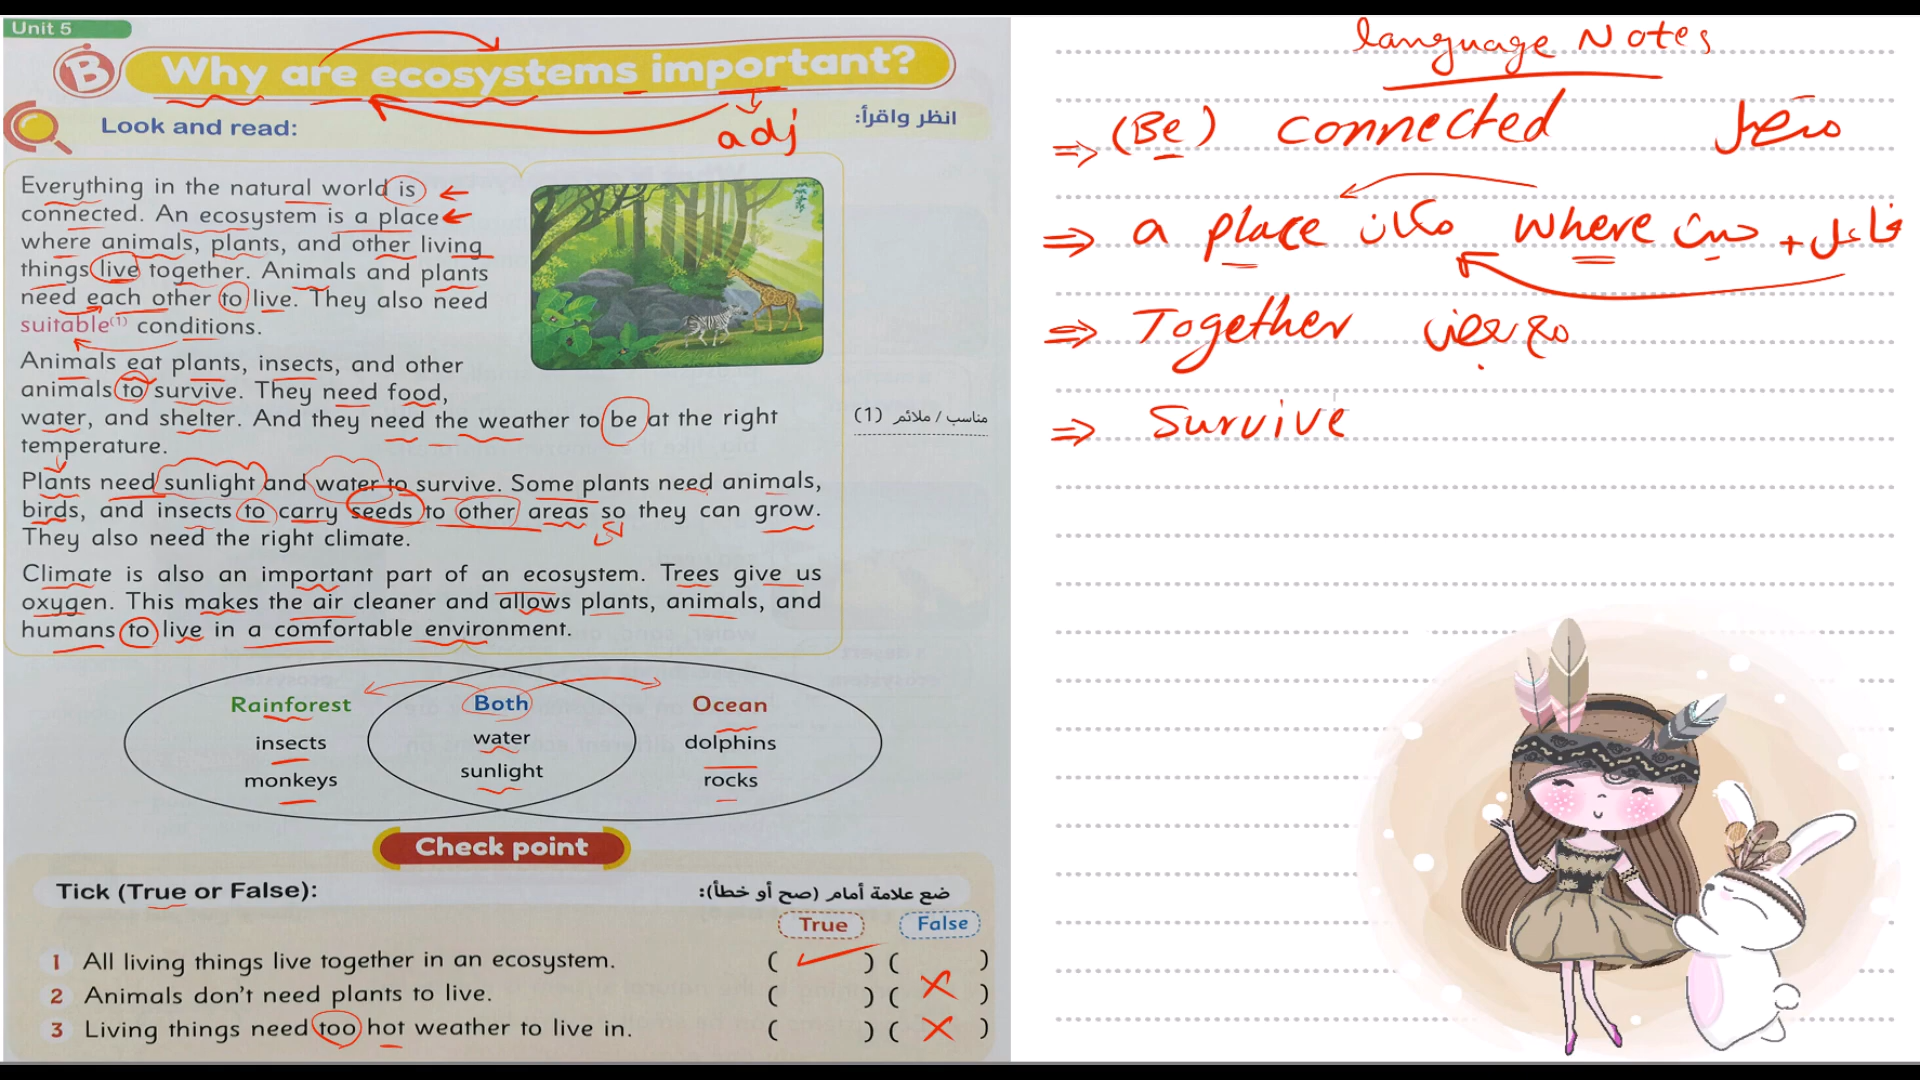 Unit 5
B Why are ecosystems important?
adj
Look and read:
انظر واقرأ:
Everything in the natural world is
connected. An ecosystem is a place
where animals, plants, and other living
things live together. Animals and plants
need each other to live. They also need
suitable(1) conditions.
Animals eat plants, insects, and other
animals to survive. They need food,
water, and shelter. And they need the weather to be at the right
temperature.
(1) مناسب / ملائم
Plants need sunlight and water to survive. Some plants need animals,
birds, and insects to carry seeds to other areas so they can grow.
They also need the right climate.
Climate is also an important part of an ecosystem. Trees give us
oxygen. This makes the air cleaner and allows plants, animals, and
humans to live in a comfortable environment.
Rainforest
insects
monkeys
Both
water
sunlight
Ocean
dolphins
rocks
Check point
Tick (True or False):
ضع علامة أمام (صح أو خطأ):
True False
1 All living things live together in an ecosystem. ( ✓ ) ( )
2 Animals don't need plants to live. ( ) ( ✗ )
3 Living things need too hot weather to live in. ( ) ( ✗ )
language Notes
⇒ (Be) connected متصل
⇒ a place مكان where حيث + فاعل
⇒ Together مع بعض
⇒ Survive